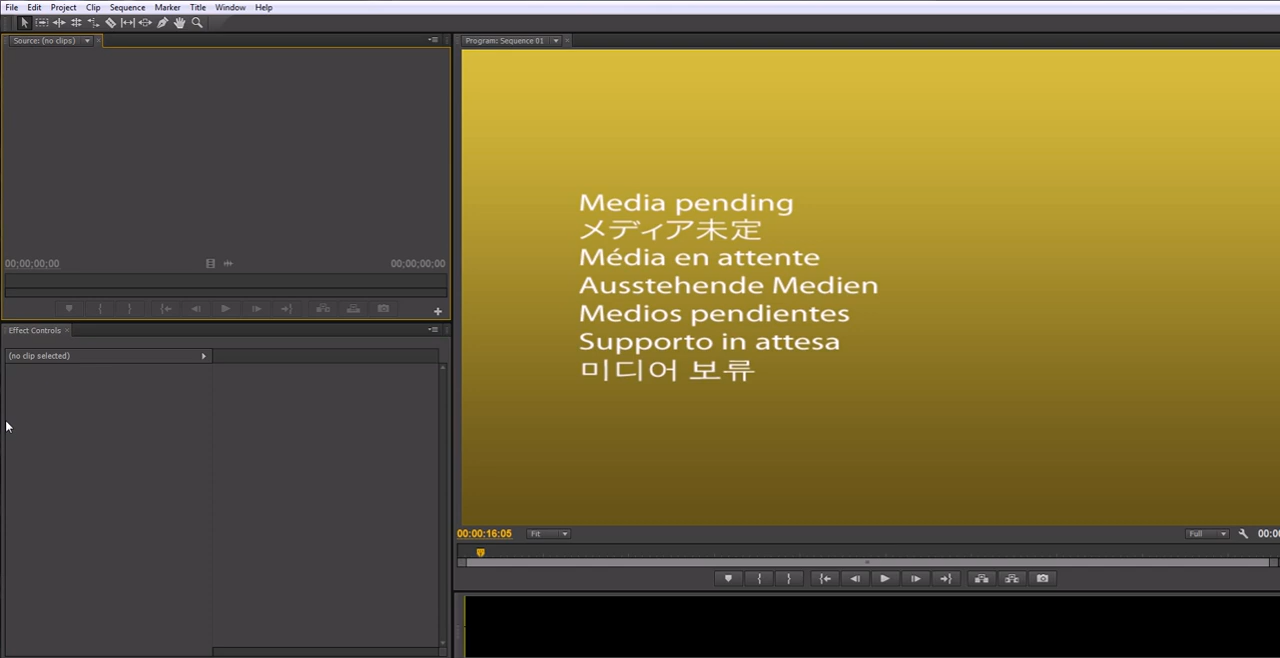 File Edit Project Clip Sequence Marker Title Window Help
Source: (no clips)
Program: Sequence 01
Media pending
メディア未定
Média en attente
Ausstehende Medien
Medios pendientes
Supporto in attesa
미디어 보류
00;00;00;00 00;00;00;00
Effect Controls
(no clip selected)
00:00:16:05 Fit Full 00:0